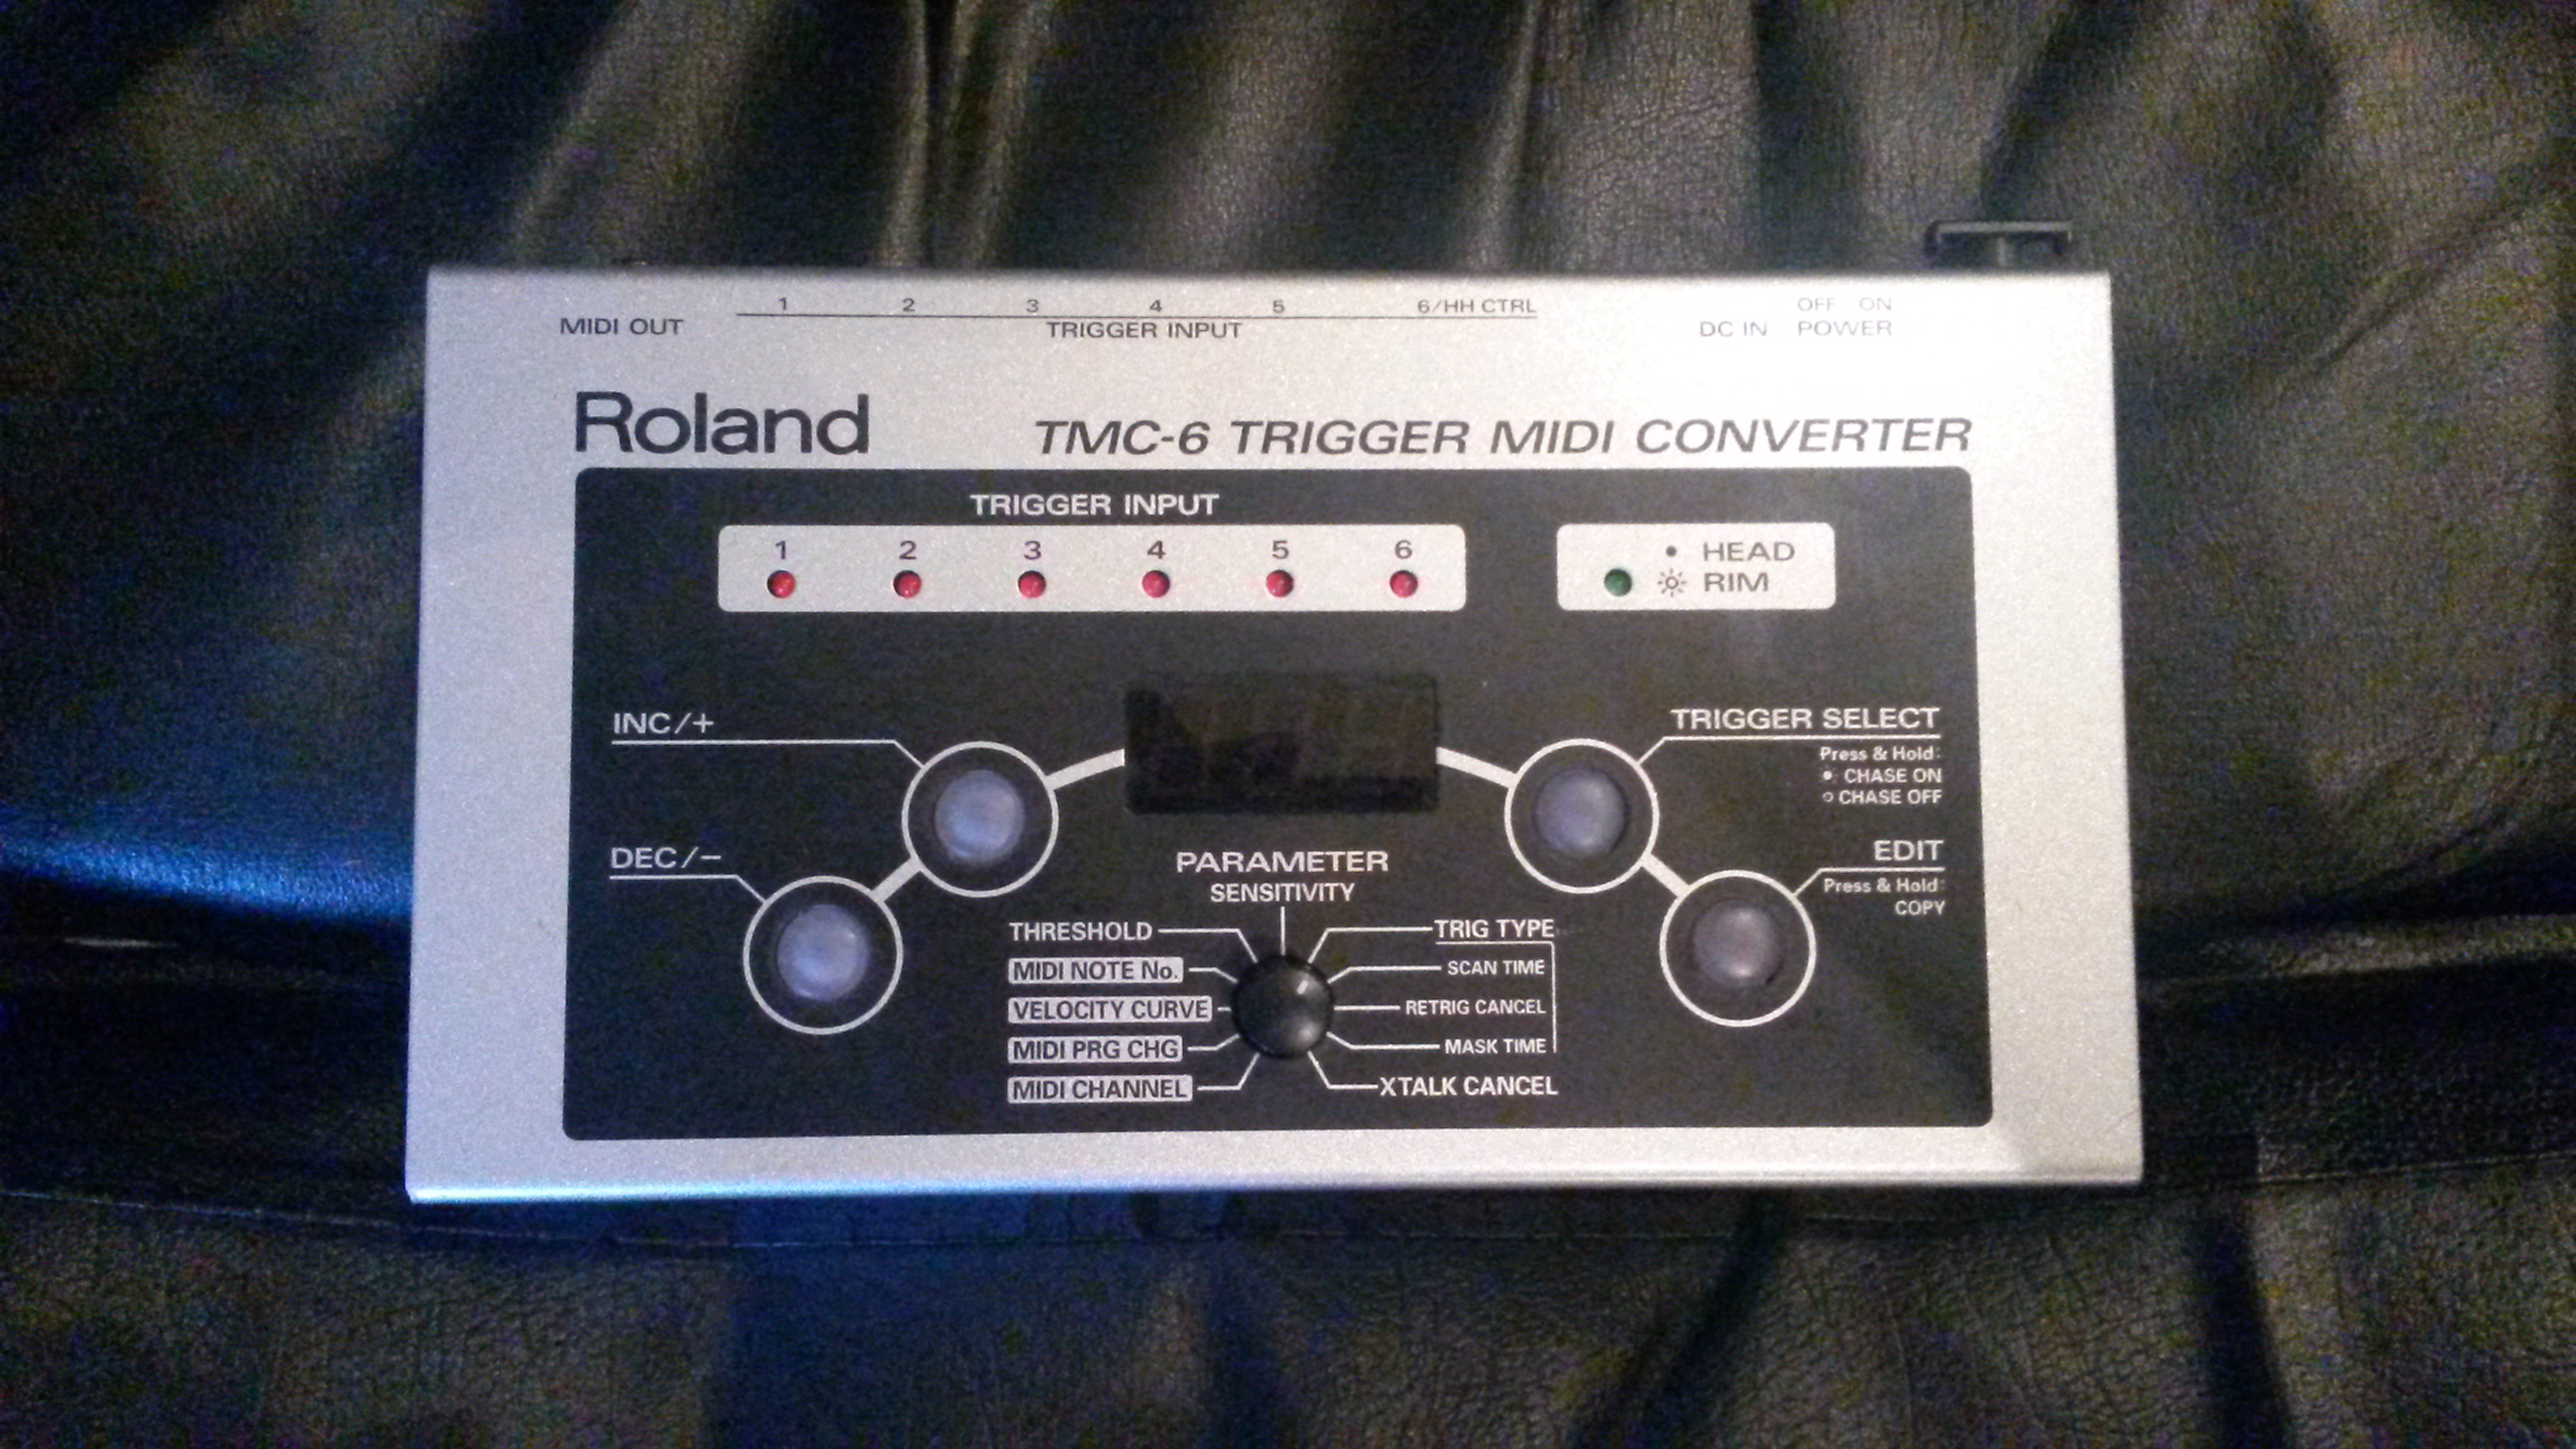 1 2 3 4 5 6/HH CTRL
TRIGGER INPUT
MIDI OUT
OFF ON
DC IN POWER
Roland
TMC-6 TRIGGER MIDI CONVERTER
TRIGGER INPUT
1 2 3 4 5 6
HEAD
RIM
INC/+
DEC/−
TRIGGER SELECT
Press & Hold:
CHASE ON
CHASE OFF
EDIT
Press & Hold:
COPY
PARAMETER
SENSITIVITY
THRESHOLD
MIDI NOTE No.
VELOCITY CURVE
MIDI PRG CHG
MIDI CHANNEL
TRIG TYPE
SCAN TIME
RETRIG CANCEL
MASK TIME
XTALK CANCEL